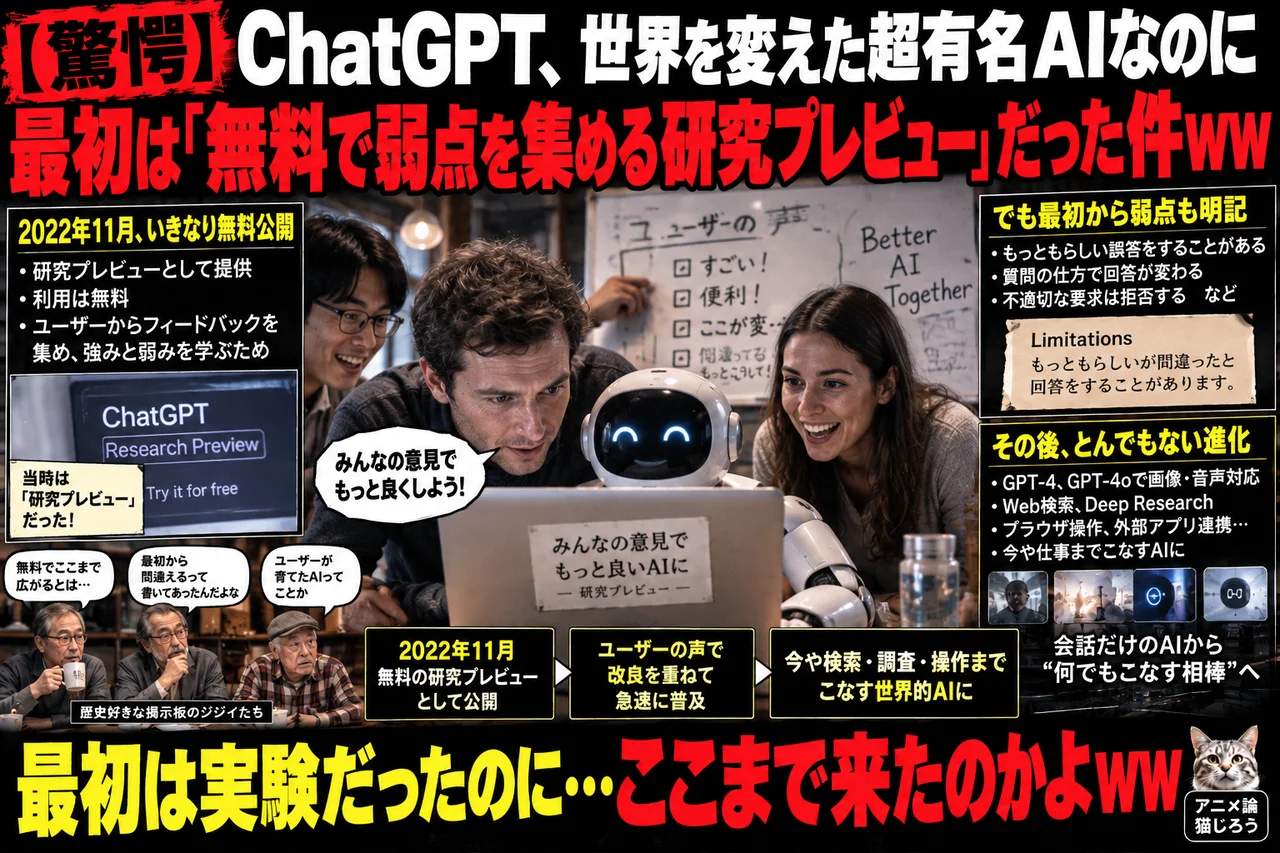 【驚愕】ChatGPT、世界を変えた超有名AIなのに
最初は「無料で弱点を集める研究プレビュー」だった件ww
2022年11月、いきなり無料公開
・研究プレビューとして提供
・利用は無料
・ユーザーからフィードバックを
集め、強みと弱みを学ぶため
ChatGPT
Research Preview
Try it for free
当時は
「研究プレビュー」
だった!
ユーザーの
すごい!
便利!
ここが変…
もっとこうして!
Better
AI
Together
みんなの意見で
もっと良くしよう!
みんなの意見で
もっと良いAIに
― 研究プレビュー ―
でも最初から弱点も明記
・もっともらしい誤答をすることがある
・質問の仕方で回答が変わる
・不適切な要求は拒否する など
Limitations
もっともらしいが間違ったと
回答をすることがあります。
その後、とんでもない進化
・GPT-4、GPT-4oで画像・音声対応
・Web検索、Deep Research
・ブラウザ操作、外部アプリ連携…
・今や仕事までこなすAIに
会話だけのAIから
“何でもこなす相棒”へ
無料でここまで
広がるとは…
最初から
間違えるって
書いてあったんだよな
ユーザーが
育てたAIって
ことか
歴史好きな掲示板のジジイたち
2022年11月
無料の研究プレビュー
として公開
ユーザーの声で
改良を重ねて
急速に普及
今や検索・調査・操作まで
こなす世界的AIに
最初は実験だったのに…ここまで来たのかよww
アニメ論
猫じろう